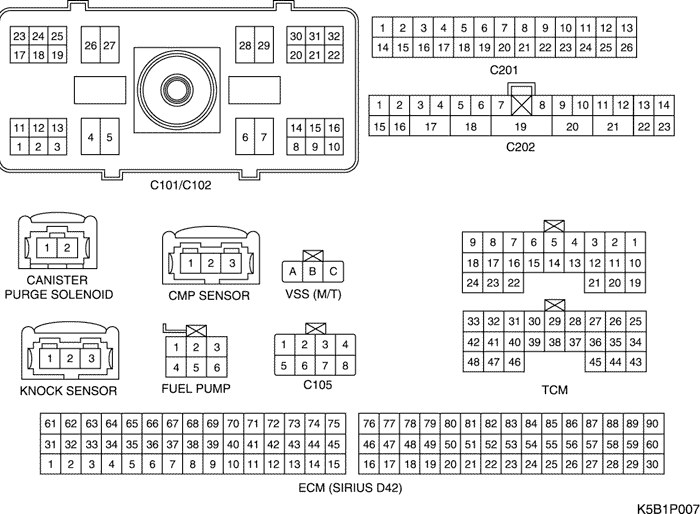 23 24 25 26 27 28 29 30 31 32
17 18 19 20 21 22
11 12 13 4 5 6 7 14 15 16
1 2 3 8 9 10
C101/C102
1 2 3 4 5 6 7 8 9 10 11 12 13
14 15 16 17 18 19 20 21 22 23 24 25 26
C201
1 2 3 4 5 6 7 8 9 10 11 12 13 14
15 16 17 18 19 20 21 22 23
C202
1 2
CANISTER
PURGE SOLENOID
1 2 3
CMP SENSOR
A B C
VSS (M/T)
9 8 7 6 5 4 3 2 1
18 17 16 15 14 13 12 11 10
24 23 22 21 20 19
1 2 3
KNOCK SENSOR
1 2 3
4 5 6
FUEL PUMP
1 2 3 4
5 6 7 8
C105
33 32 31 30 29 28 27 26 25
42 41 40 39 38 37 36 35 34
48 47 46 45 44 43
TCM
61 62 63 64 65 66 67 68 69 70 71 72 73 74 75 76 77 78 79 80 81 82 83 84 85 86 87 88 89 90
31 32 33 34 35 36 37 38 39 40 41 42 43 44 45 46 47 48 49 50 51 52 53 54 55 56 57 58 59 60
1 2 3 4 5 6 7 8 9 10 11 12 13 14 15 16 17 18 19 20 21 22 23 24 25 26 27 28 29 30
ECM (SIRIUS D42)
K5B1P007